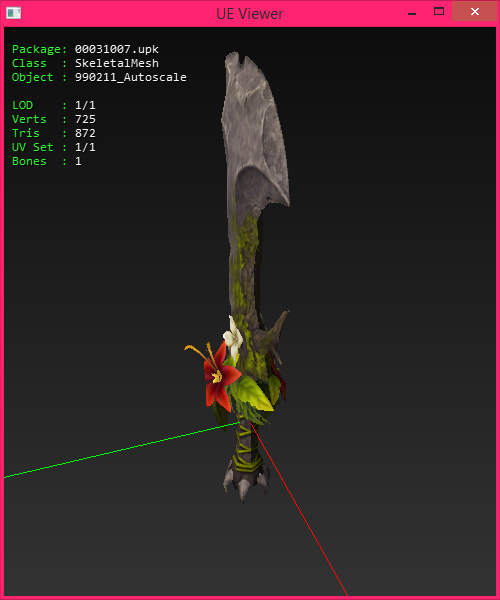 UE Viewer
Package: 00031007.upk
Class  : SkeletalMesh
Object : 990211_Autoscale
LOD    : 1/1
Verts  : 725
Tris   : 872
UV Set : 1/1
Bones  : 1